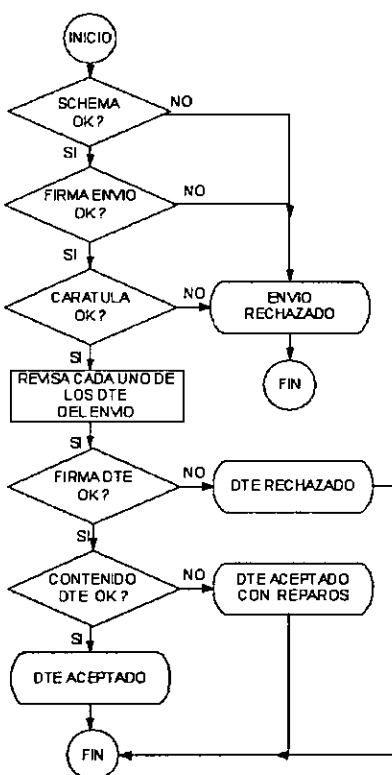 INICIO
SCHEMA
OK?
NO
SI
FIRMA ENVIO
OK?
NO
SI
CARATULA
OK?
NO
ENVIO
RECHAZADO
SI
FIN
REVISA CADA UNO DE
LOS DTE
DEL ENVIO
SI
FIRMA DTE
OK?
NO
DTE RECHAZADO
SI
CONTENIDO
DTE OK?
NO
DTE ACEPTADO
CON REPAROS
SI
DTE ACEPTADO
FIN